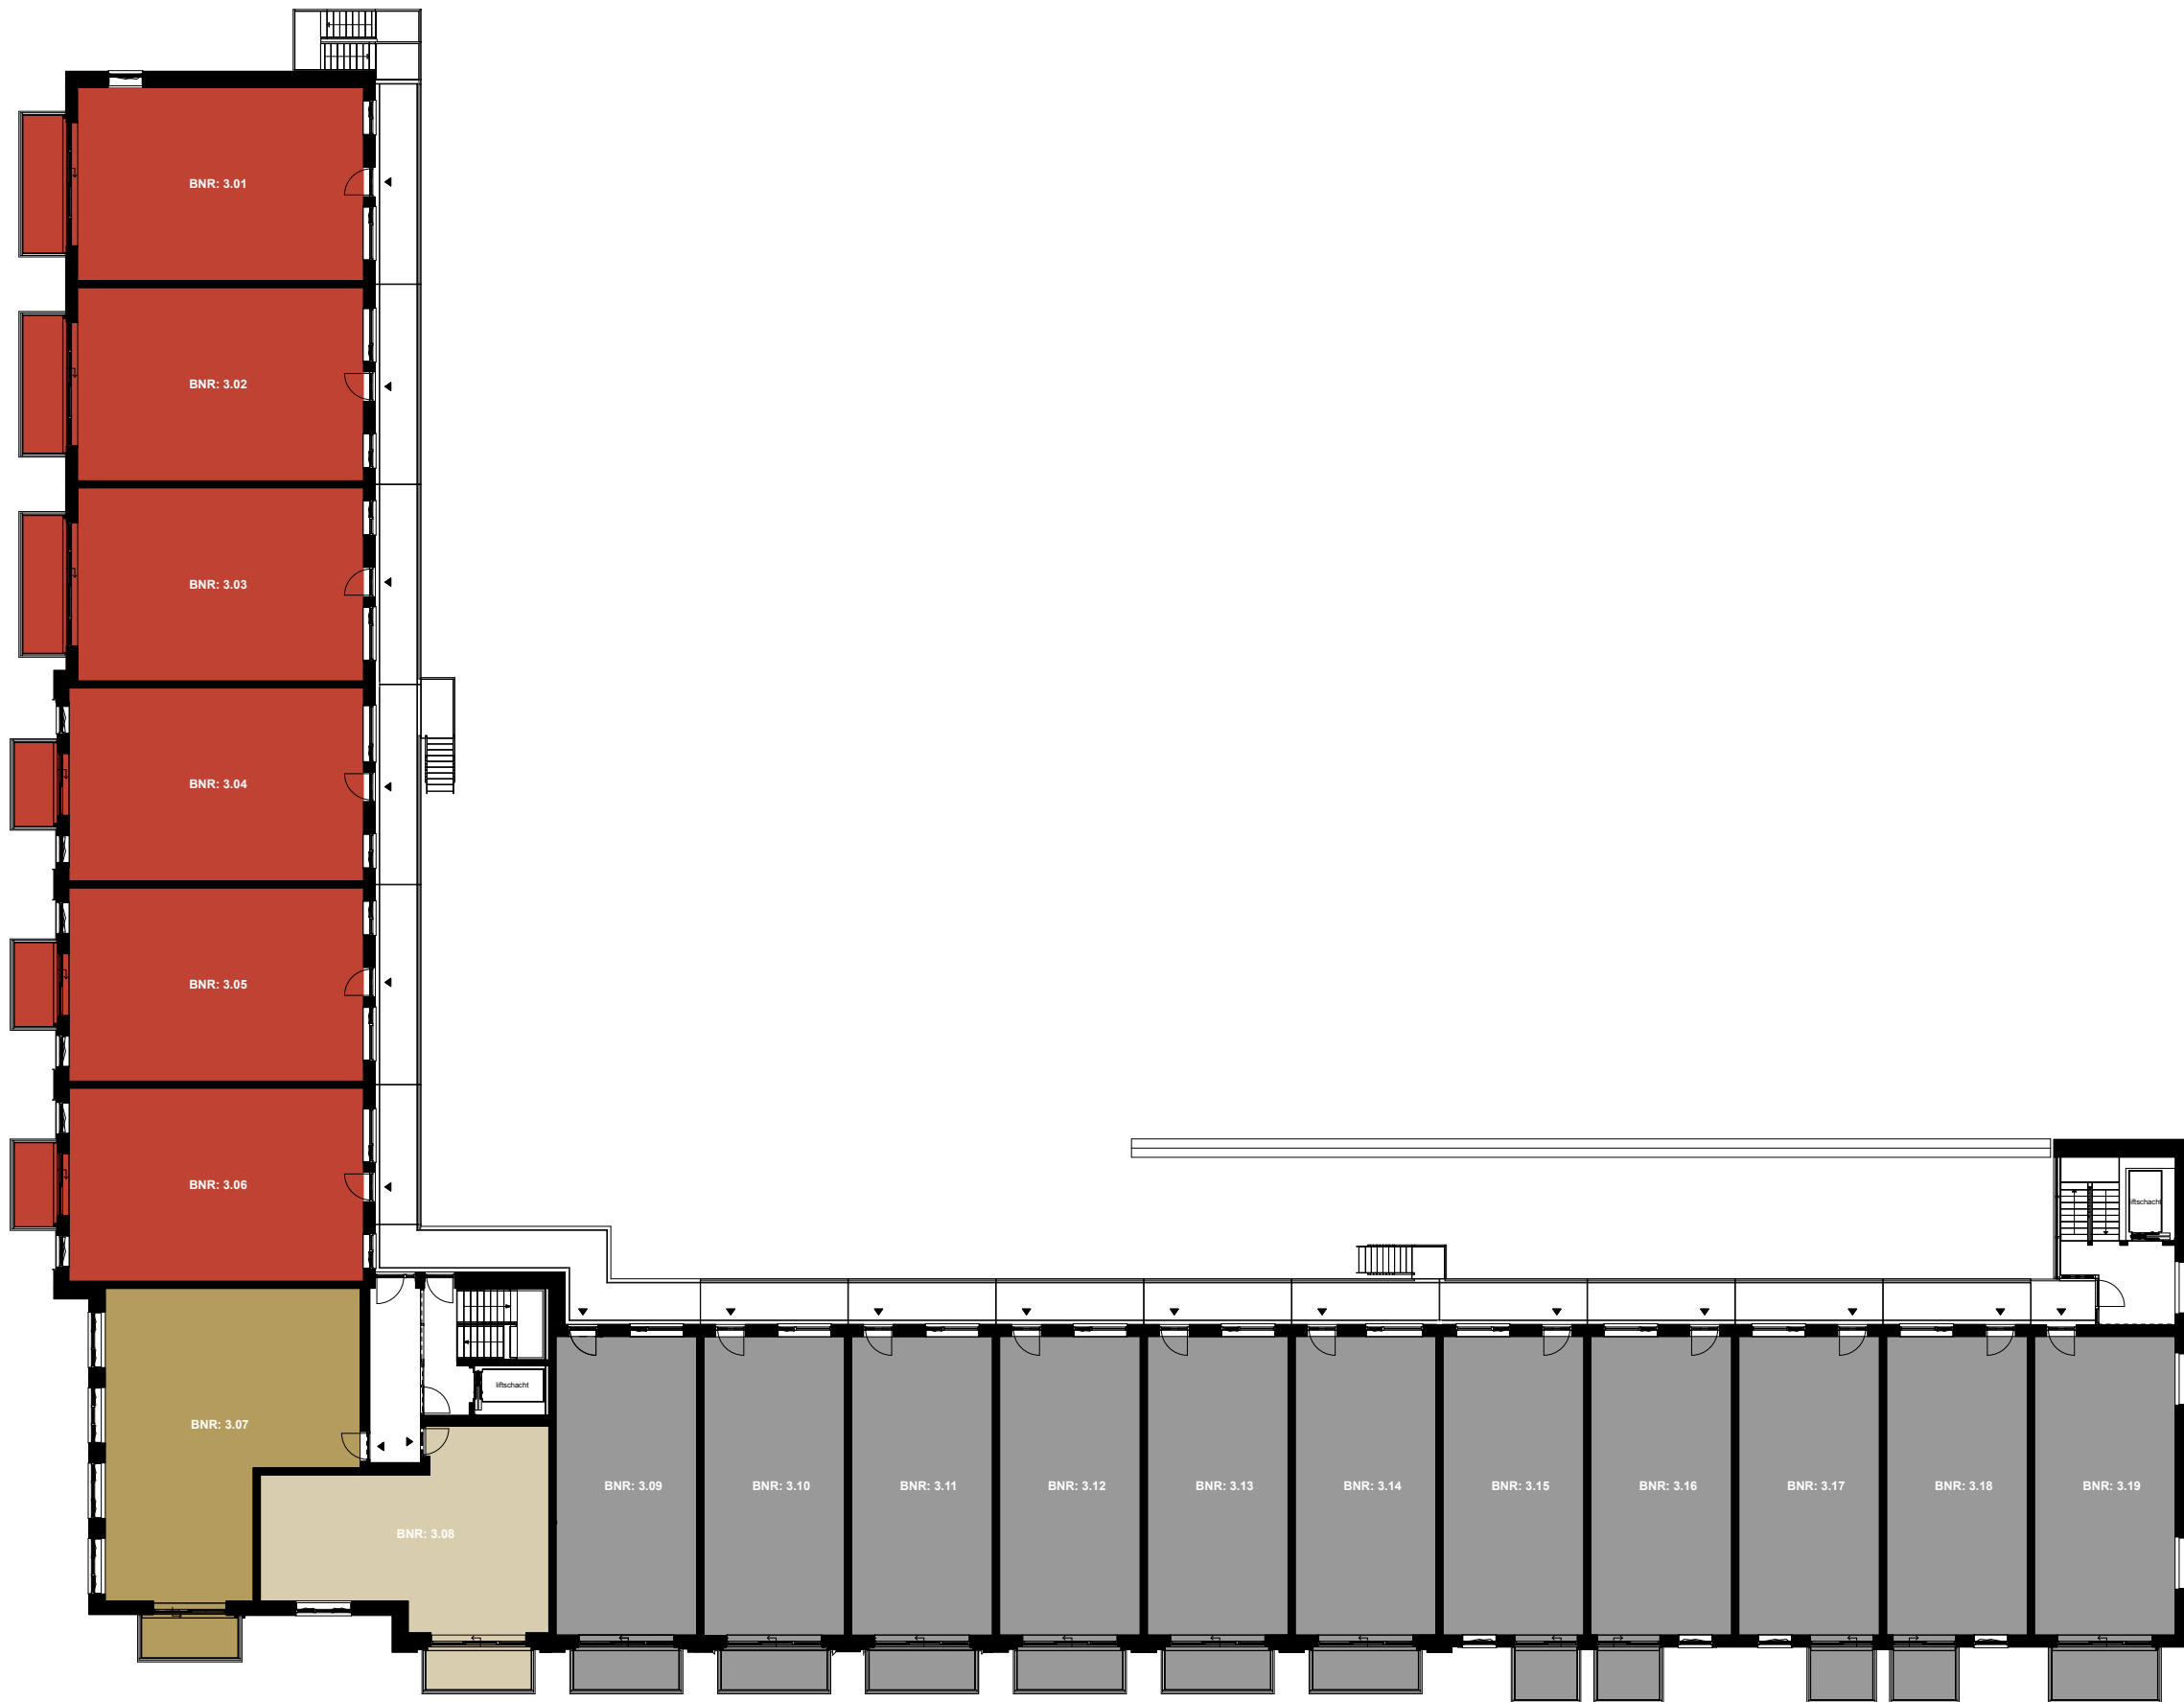 BNR: 3.01
BNR: 3.02
BNR: 3.03
BNR: 3.04
BNR: 3.05
BNR: 3.06
liftschacht
liftschacht
BNR: 3.07
BNR: 3.08
BNR: 3.09
BNR: 3.10
BNR: 3.11
BNR: 3.12
BNR: 3.13
BNR: 3.14
BNR: 3.15
BNR: 3.16
BNR: 3.17
BNR: 3.18
BNR: 3.19